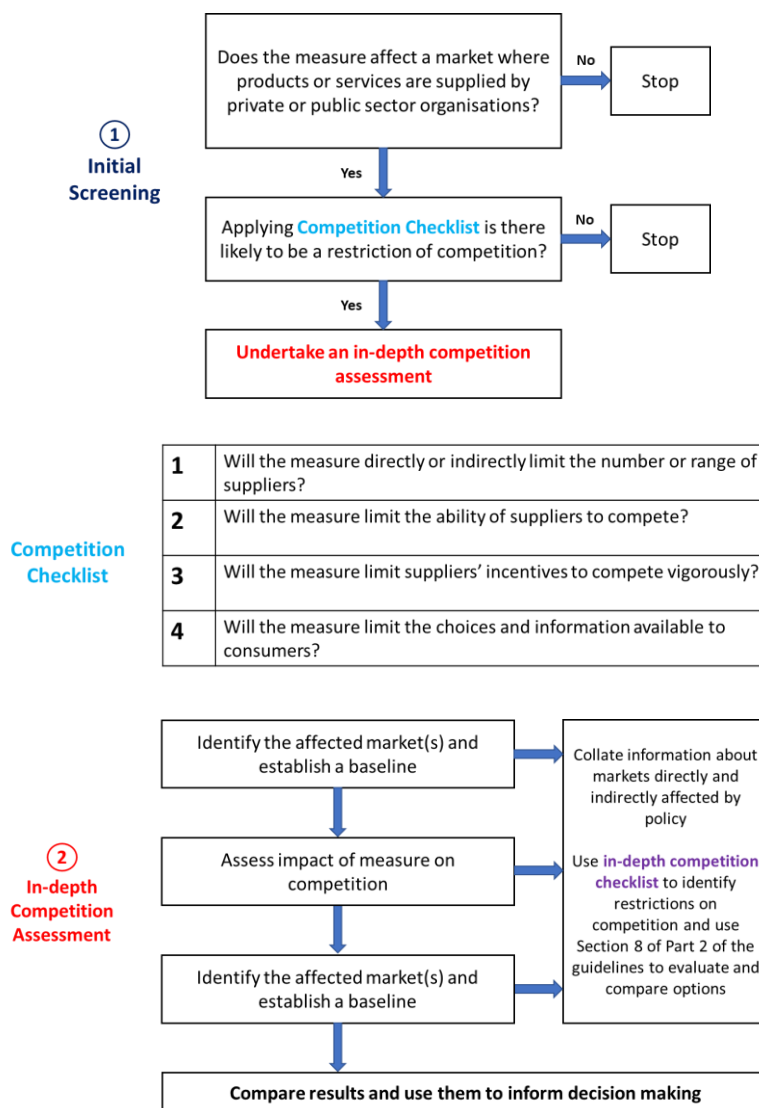 Does the measure affect a market where
products or services are supplied by
private or public sector organisations?
No
Stop
1
Initial
Screening
Yes
Applying Competition Checklist is there
likely to be a restriction of competition?
No
Stop
Yes
Undertake an in-depth competition
assessment
Competition
Checklist
1
Will the measure directly or indirectly limit the number or range of
suppliers?
2
Will the measure limit the ability of suppliers to compete?
3
Will the measure limit suppliers’ incentives to compete vigorously?
4
Will the measure limit the choices and information available to
consumers?
2
In-depth
Competition
Assessment
Identify the affected market(s) and
establish a baseline
Assess impact of measure on
competition
Identify the affected market(s) and
establish a baseline
Collate information about
markets directly and
indirectly affected by
policy
Use in-depth competition
checklist to identify
restrictions on
competition and use
Section 8 of Part 2 of the
guidelines to evaluate and
compare options
Compare results and use them to inform decision making